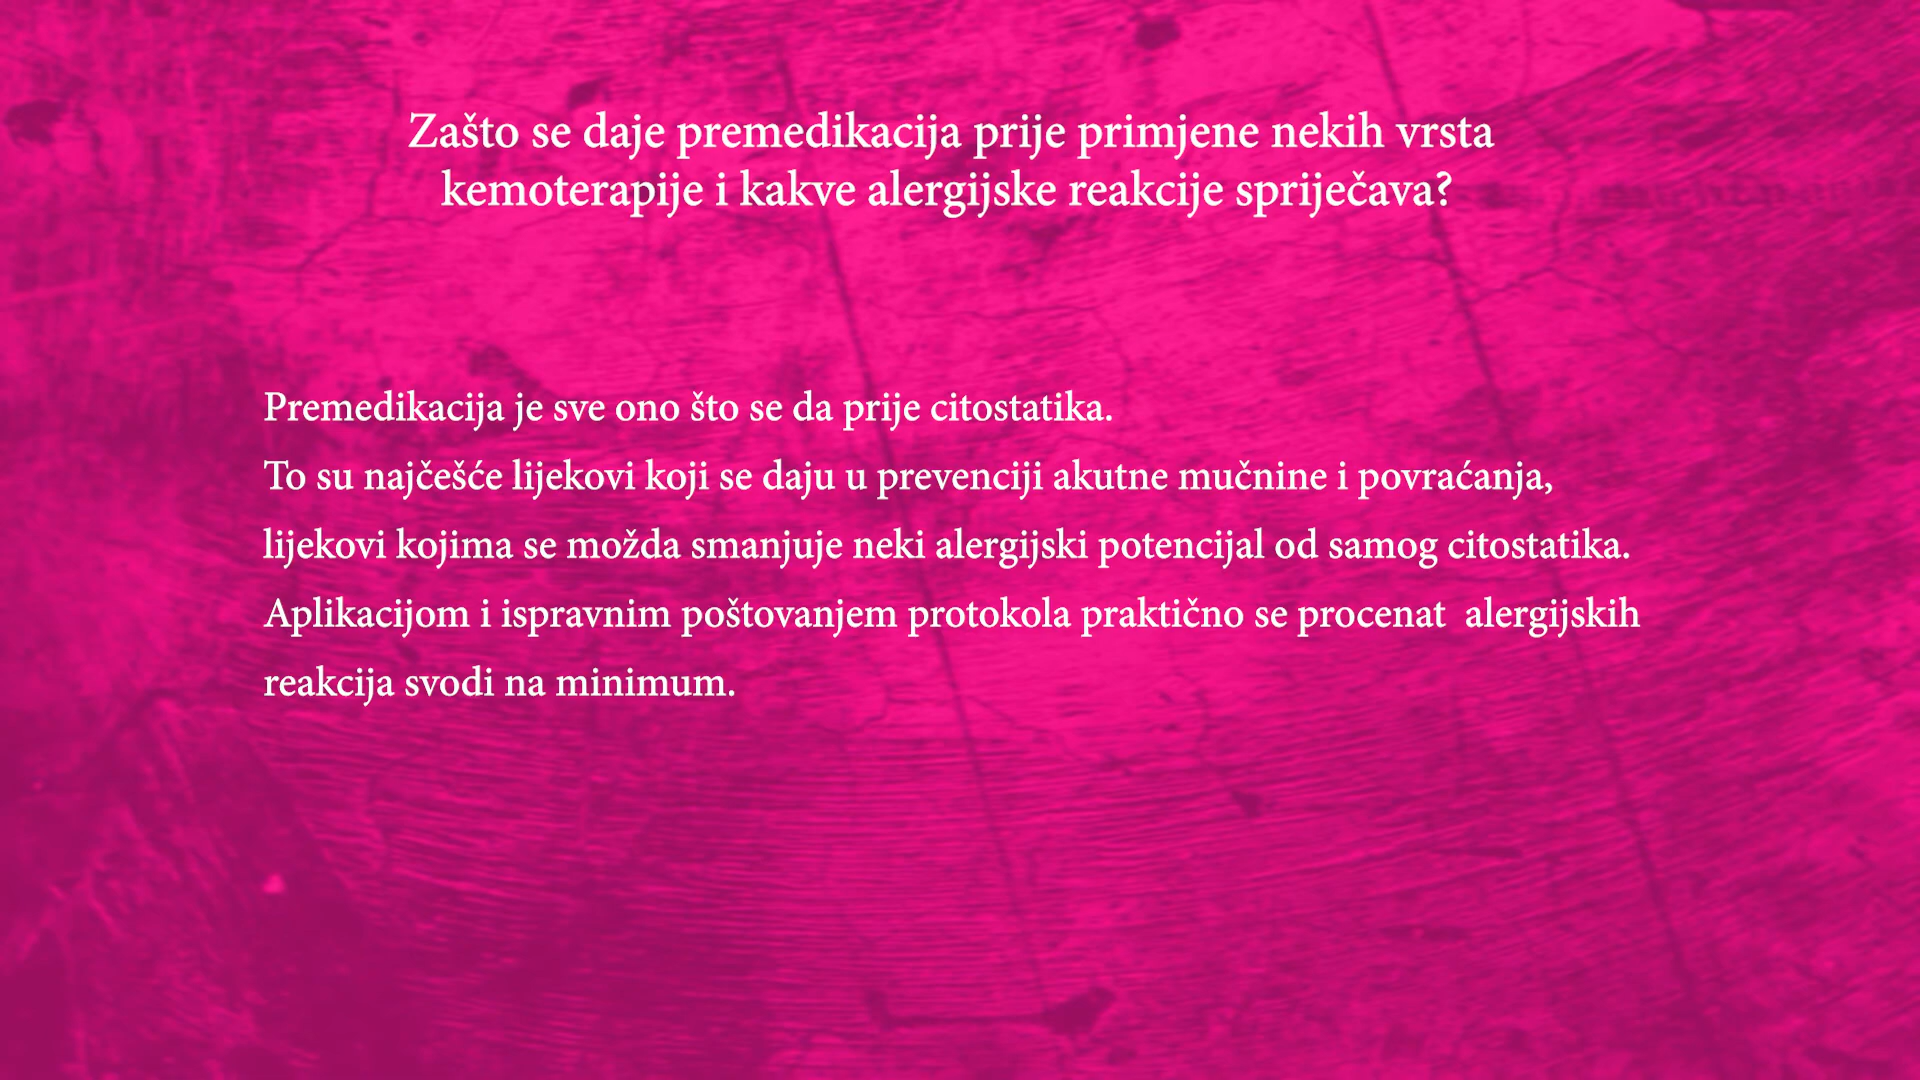 Zašto se daje premedikacija prije primjene nekih vrsta
kemoterapije i kakve alergijske reakcije spriječava?
Premedikacija je sve ono što se da prije citostatika.
To su najčešće lijekovi koji se daju u prevenciji akutne mučnine i povraćanja,
lijekovi kojima se možda smanjuje neki alergijski potencijal od samog citostatika.
Aplikacijom i ispravnim poštovanjem protokola praktično se procenat  alergijskih
reakcija svodi na minimum.